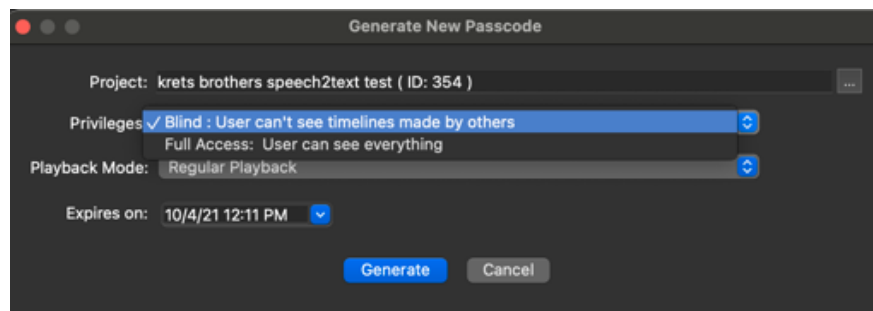 Generate New Passcode
Project: krets brothers speech2text test ( ID: 354 ) ...
Privileges ✓ Blind : User can't see timelines made by others
Full Access: User can see everything
Playback Mode: Regular Playback
Expires on: 10/4/21 12:11 PM
Generate Cancel